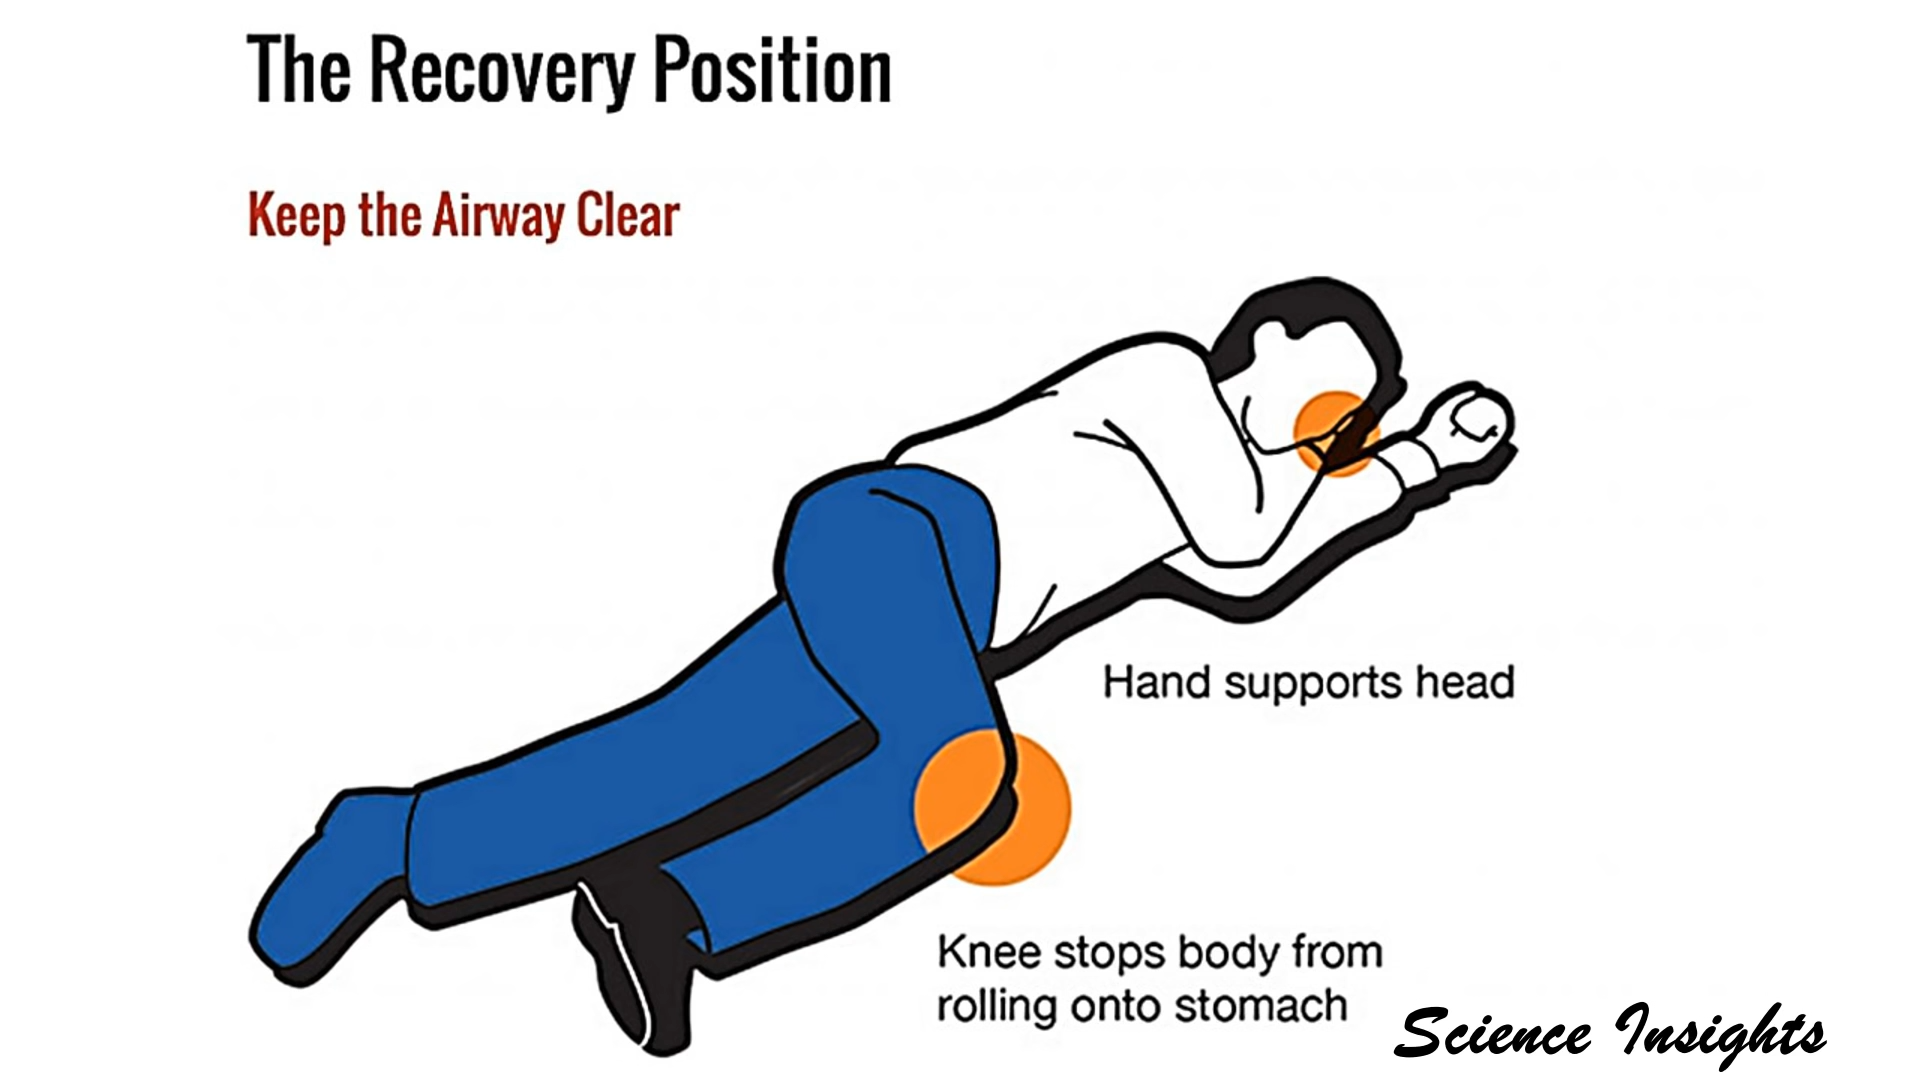 The Recovery Position
Keep the Airway Clear
Hand supports head
Knee stops body from
rolling onto stomach
Science Insights